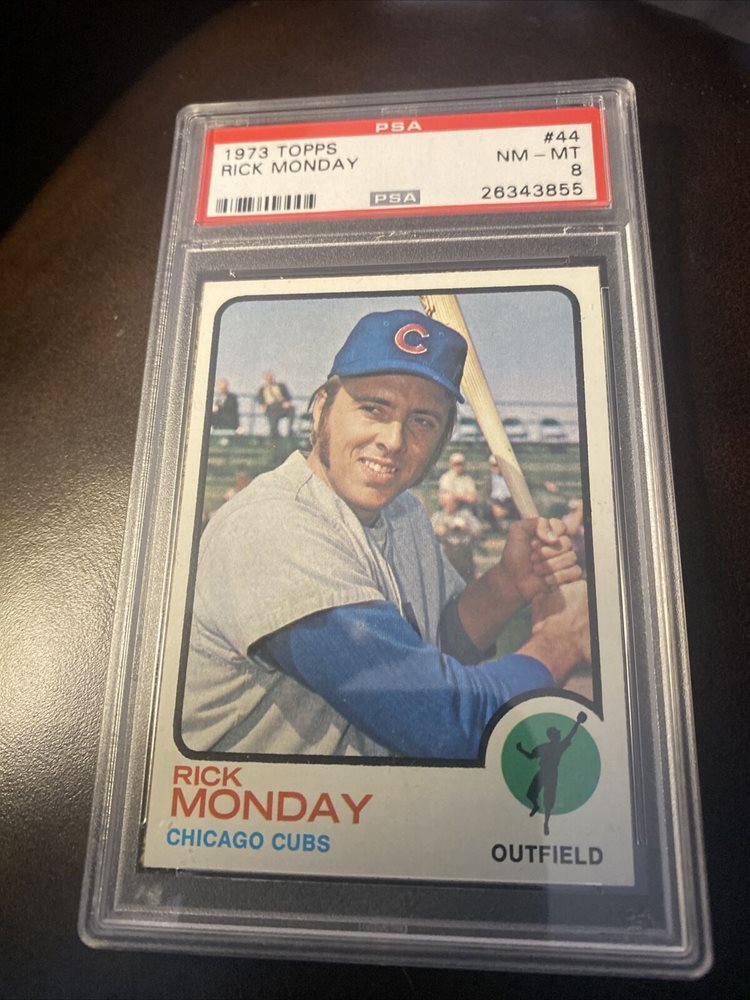 PSA
1973 TOPPS #44
RICK MONDAY NM - MT
8
PSA 26343855
C
RICK
MONDAY
CHICAGO CUBS
OUTFIELD